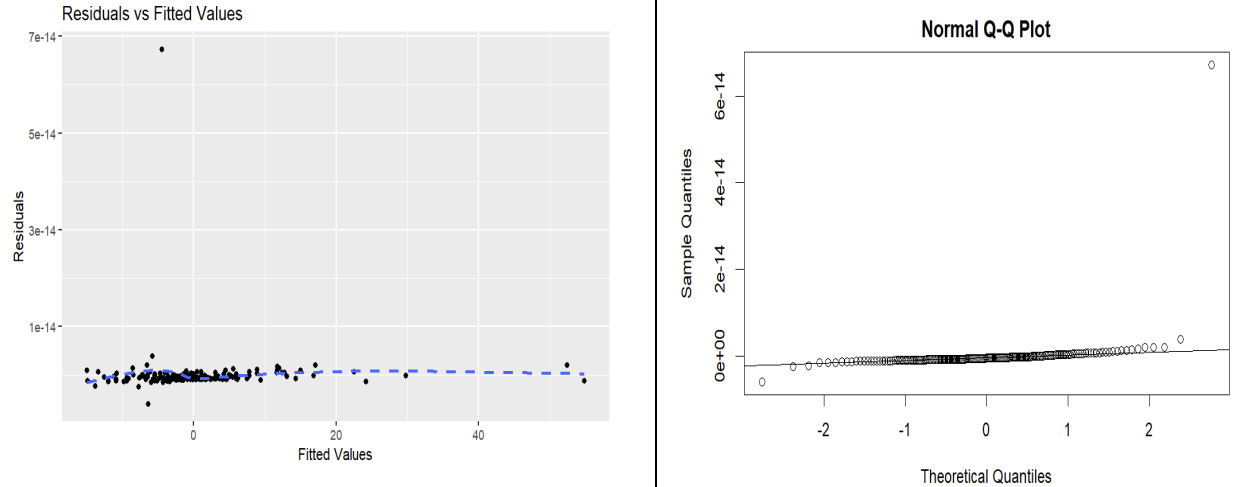 Residuals vs Fitted Values
7e-14
5e-14
3e-14
1e-14
Residuals
0
20
40
Fitted Values
Normal Q-Q Plot
6e-14
4e-14
2e-14
0e+00
Sample Quantiles
-2
-1
0
1
2
Theoretical Quantiles